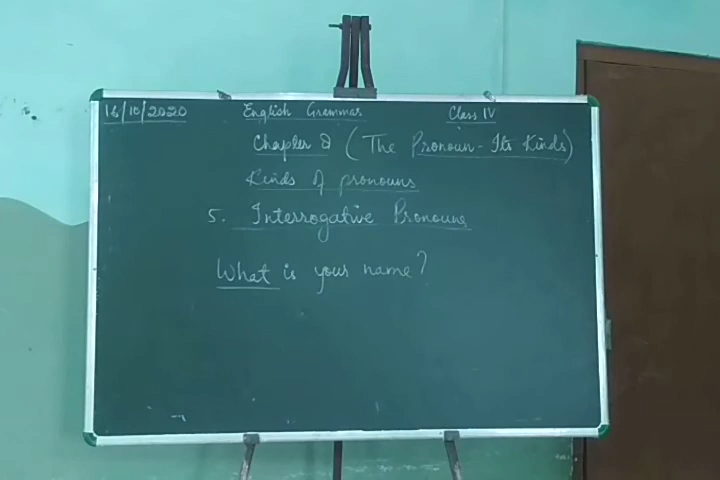 16/10/2020 English Grammar Class IV
Chapter 8 (The Pronoun - Its Kinds)
Kinds of pronouns
5. Interrogative Pronouns
What is your name?